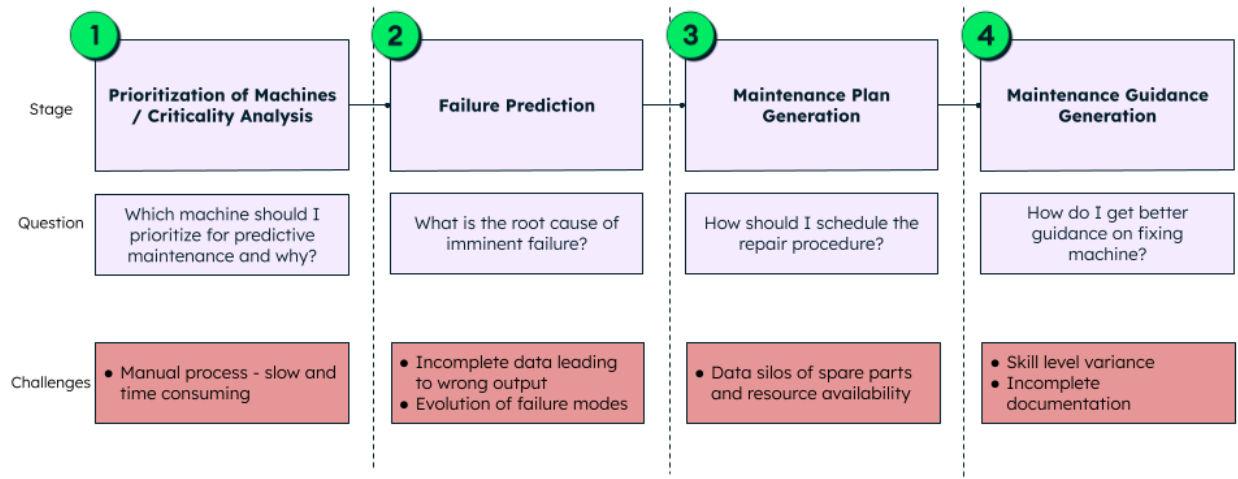 1
2
3
4
Stage
Prioritization of Machines
/ Criticality Analysis
Failure Prediction
Maintenance Plan
Generation
Maintenance Guidance
Generation
Question
Which machine should I
prioritize for predictive
maintenance and why?
What is the root cause of
imminent failure?
How should I schedule the
repair procedure?
How do I get better
guidance on fixing
machine?
Challenges
● Manual process - slow and
time consuming
● Incomplete data leading
to wrong output
● Evolution of failure modes
● Data silos of spare parts
and resource availability
● Skill level variance
● Incomplete
documentation